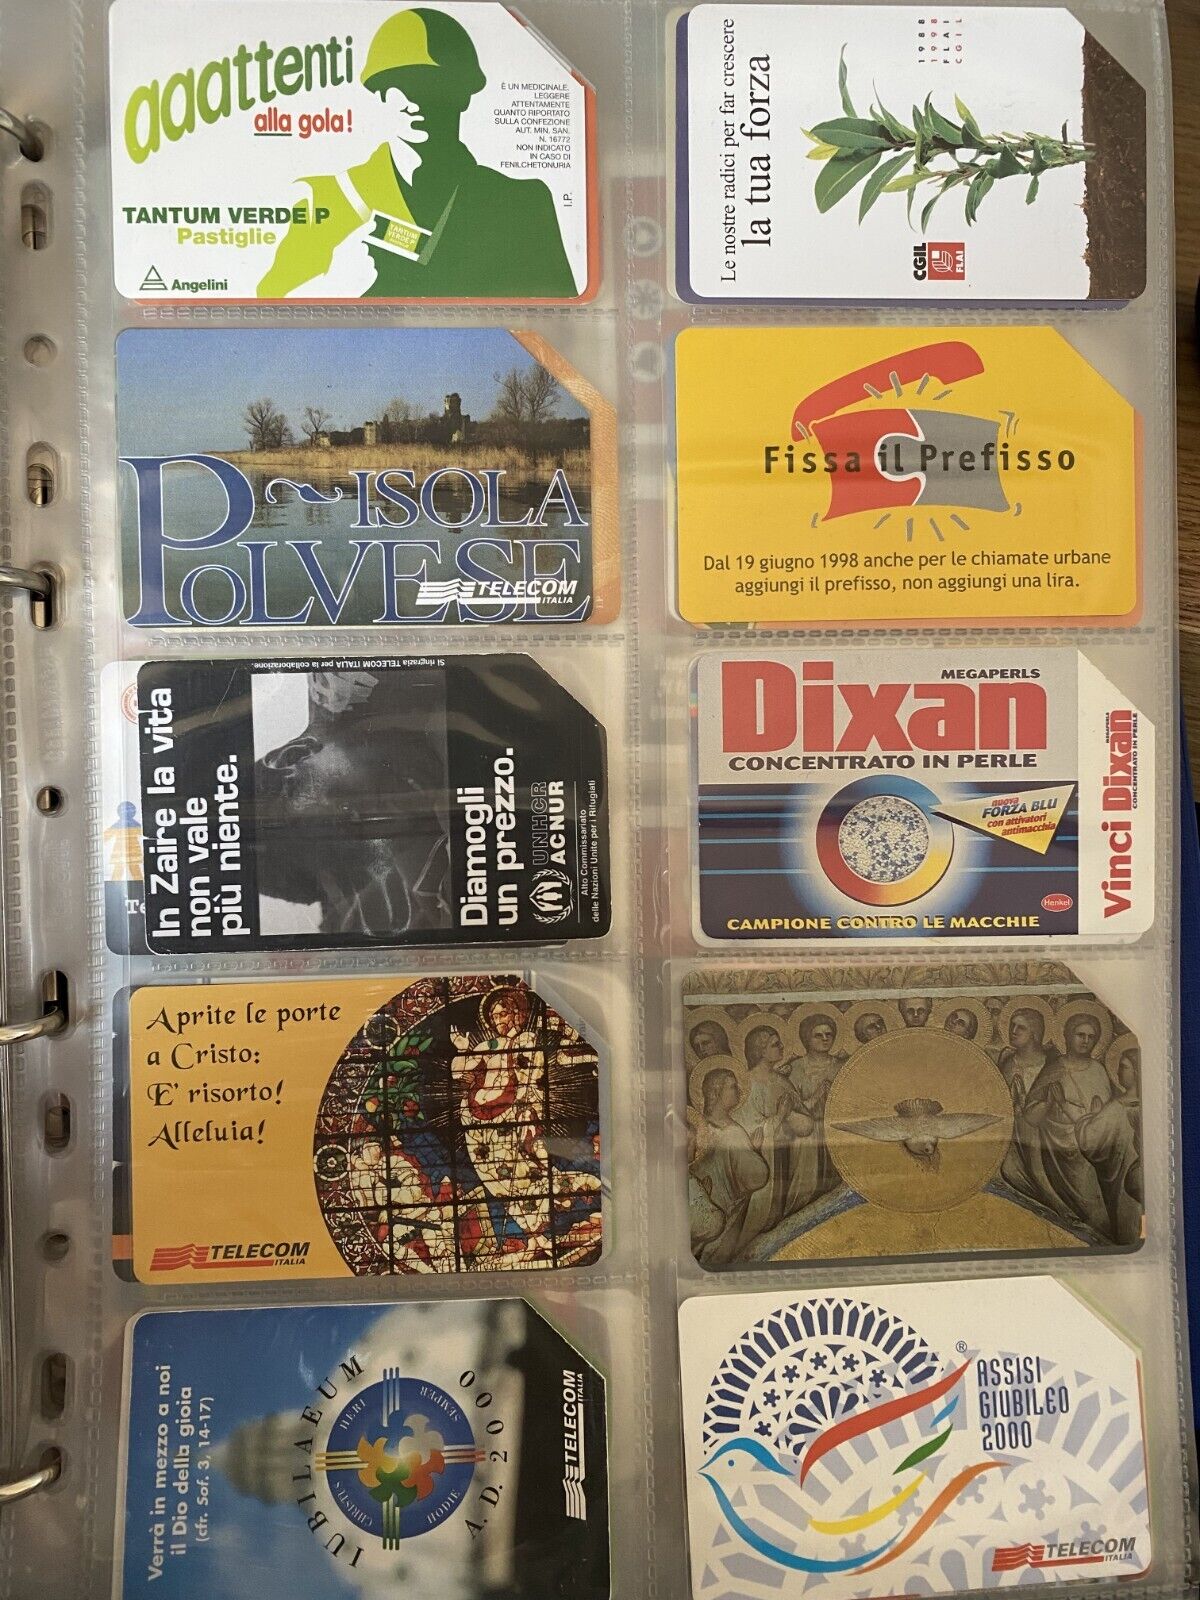 aaattenti
alla gola!
È UN MEDICINALE.
LEGGERE
ATTENTAMENTE
QUANTO RIPORTATO
SULLA CONFEZIONE
AUT. MIN. SAN.
N. 16772
NON INDICATO
IN CASO DI
FENILCHETONURIA
I.P.
TANTUM VERDE P
Pastiglie
TANTUM
VERDE P
Angelini
Le nostre radici per far crescere
la tua forza
1988
1998
FLAI
CGIL
CGIL
FLAI
ISOLA
POLVESE
TELECOM
ITALIA
Fissa il Prefisso
Dal 19 giugno 1998 anche per le chiamate urbane
aggiungi il prefisso, non aggiungi una lira.
In Zaire la vita
non vale
più niente.
Si ringrazia TELECOM ITALIA per la collaborazione.
Diamogli
un prezzo.
UNHCR
ACNUR
Alto Commissariato
delle Nazioni Unite per i Rifugiati
MEGAPERLS
Dixan
CONCENTRATO IN PERLE
nuova
FORZA BLU
con attivatori
antimacchia
Henkel
CAMPIONE CONTRO LE MACCHIE
Vinci Dixan
MEGAPERLS
CONCENTRATO IN PERLE
Aprite le porte
a Cristo:
E' risorto!
Alleluia!
TELECOM
ITALIA
Verrà in mezzo a noi
il Dio della gioia
(cfr. Sof. 3, 14-17)
IUBILAEUM
A. D. 2000
CHRISTUS
HERI
SEMPER
HODIE
TELECOM
ITALIA
®
ASSISI
GIUBILEO
2000
TELECOM
ITALIA